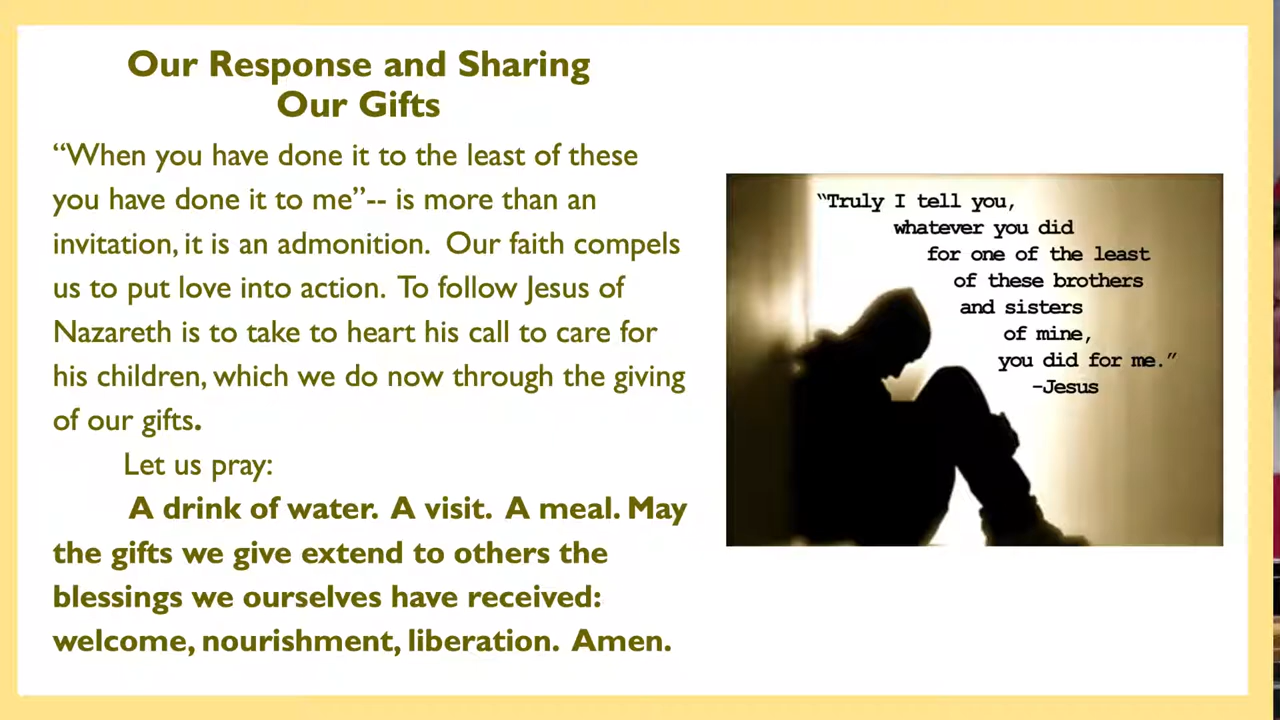 Our Response and Sharing
Our Gifts
“When you have done it to the least of these
you have done it to me”-- is more than an
invitation, it is an admonition.  Our faith compels
us to put love into action.  To follow Jesus of
Nazareth is to take to heart his call to care for
his children, which we do now through the giving
of our gifts.
Let us pray:
A drink of water.  A visit.  A meal. May
the gifts we give extend to others the
blessings we ourselves have received:
welcome, nourishment, liberation.  Amen.
“Truly I tell you,
whatever you did
for one of the least
of these brothers
and sisters
of mine,
you did for me.”
-Jesus